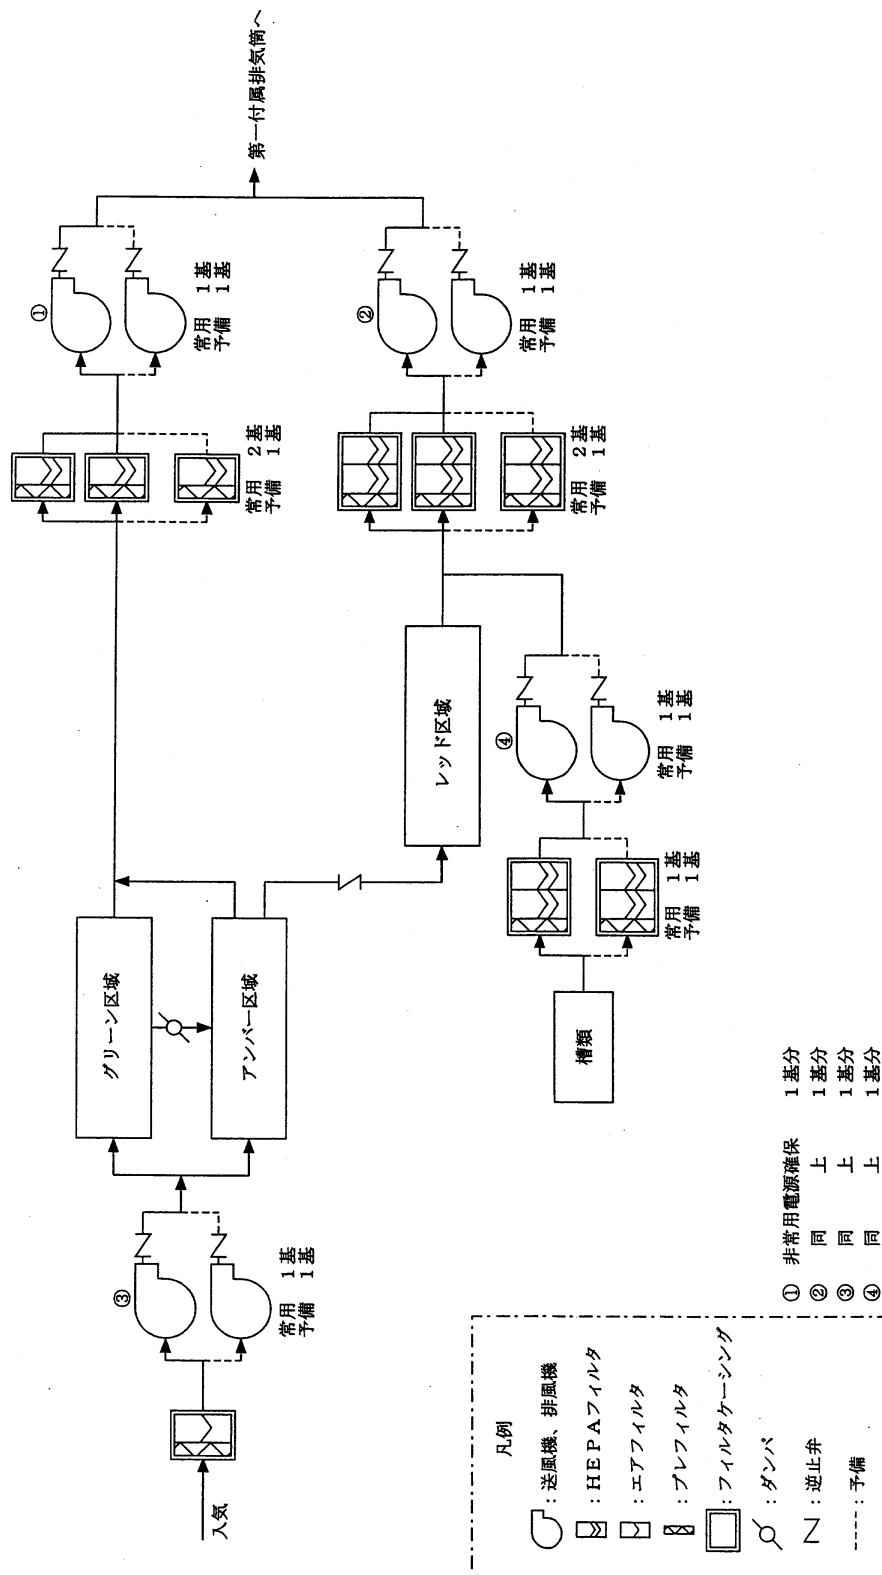 入気
③
常用 1基
予備 1基
グリーン区域
アンバー区域
レッド区域
槽類
常用 1基
予備 1基
④
常用 1基
予備 1基
常用 2基
予備 1基
①
常用 1基
予備 1基
常用 2基
予備 1基
②
常用 1基
予備 1基
第一付属排気筒へ
凡例
:送風機、排風機
:HEPAフィルタ
:エアフィルタ
:プレフィルタ
:フィルタケーシング
:ダンパ
:逆止弁
:予備
① 非常用電源確保 1基分
② 同 上 1基分
③ 同 上 1基分
④ 同 上 1基分